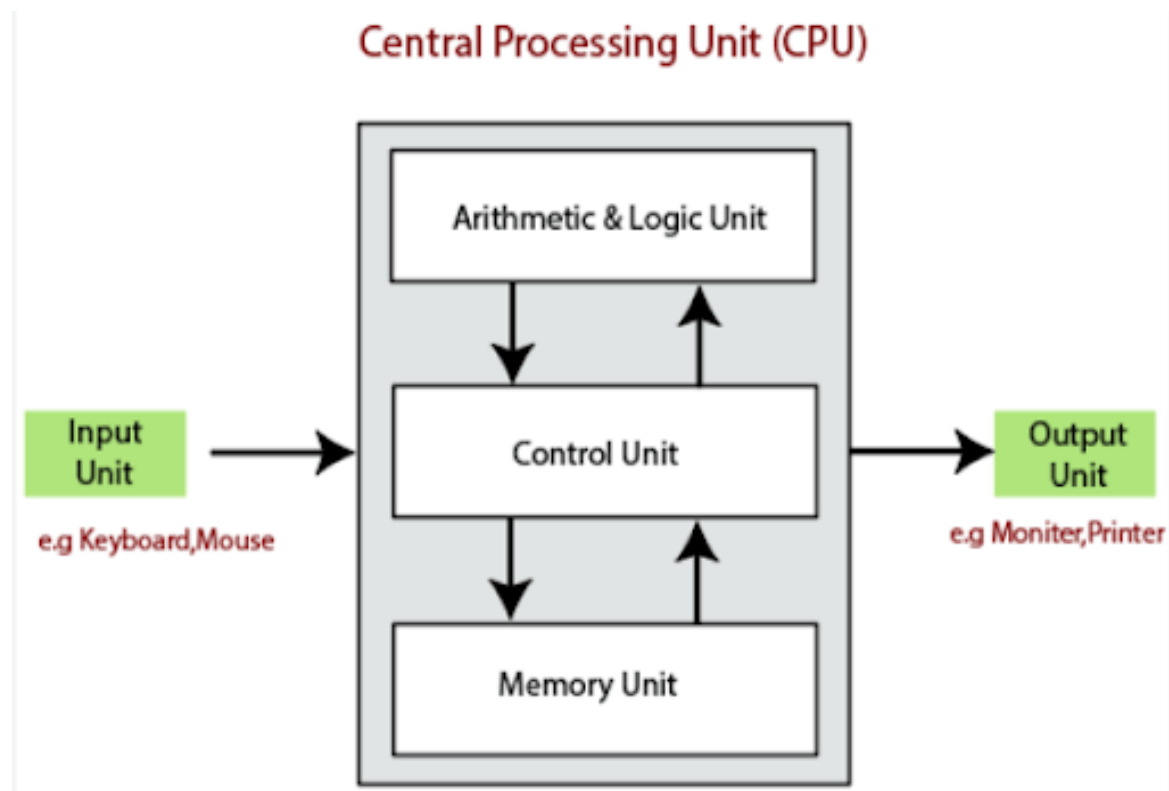 Central Processing Unit (CPU)
Arithmetic & Logic Unit
Input
Unit
e.g Keyboard,Mouse
Control Unit
Output
Unit
e.g Moniter,Printer
Memory Unit